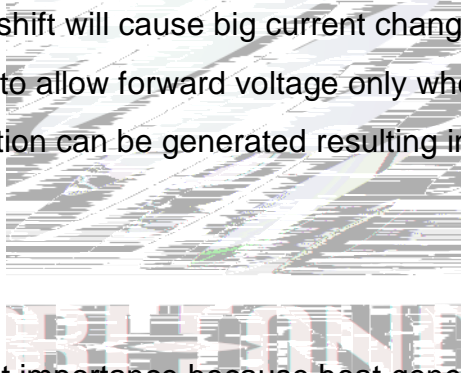 shift will cause big current chang
to allow forward voltage only wh
tion can be generated resulting in
t importance because heat gene